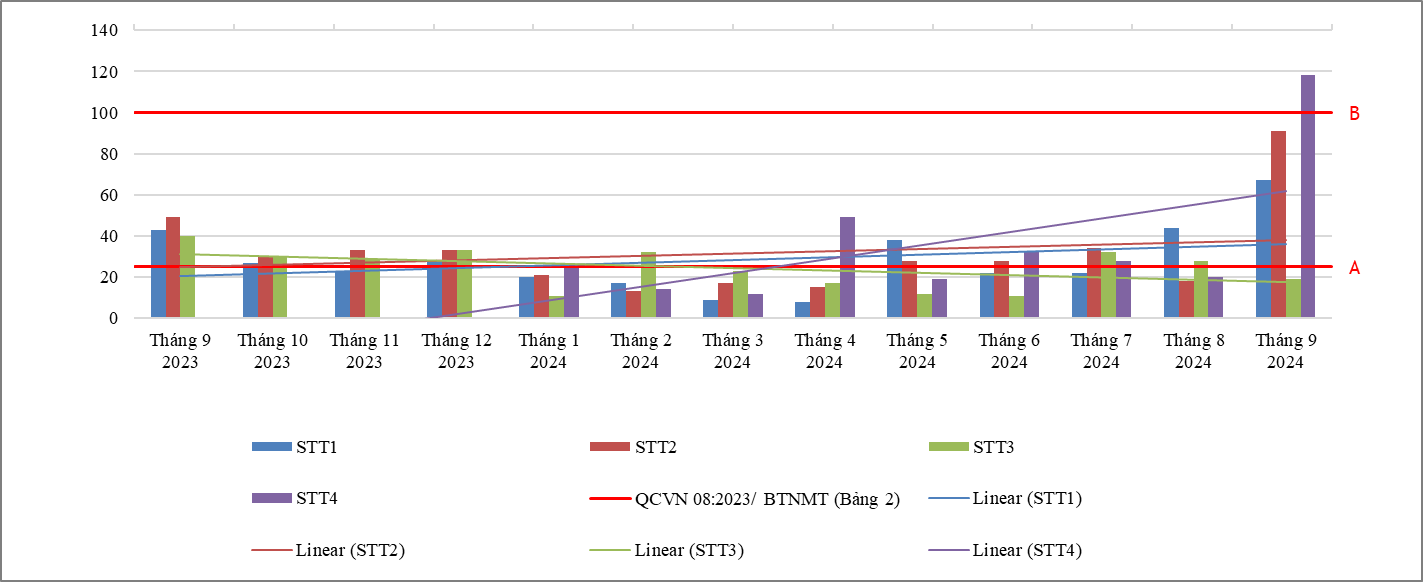 140
120
100
B
80
60
40
A
20
0
Tháng 9 Tháng 10 Tháng 11 Tháng 12 Tháng 1 Tháng 2 Tháng 3 Tháng 4 Tháng 5 Tháng 6 Tháng 7 Tháng 8 Tháng 9
2023 2023 2023 2023 2024 2024 2024 2024 2024 2024 2024 2024 2024
STT1 STT2 STT3
STT4 QCVN 08:2023/ BTNMT (Bảng 2) Linear (STT1)
Linear (STT2) Linear (STT3) Linear (STT4)